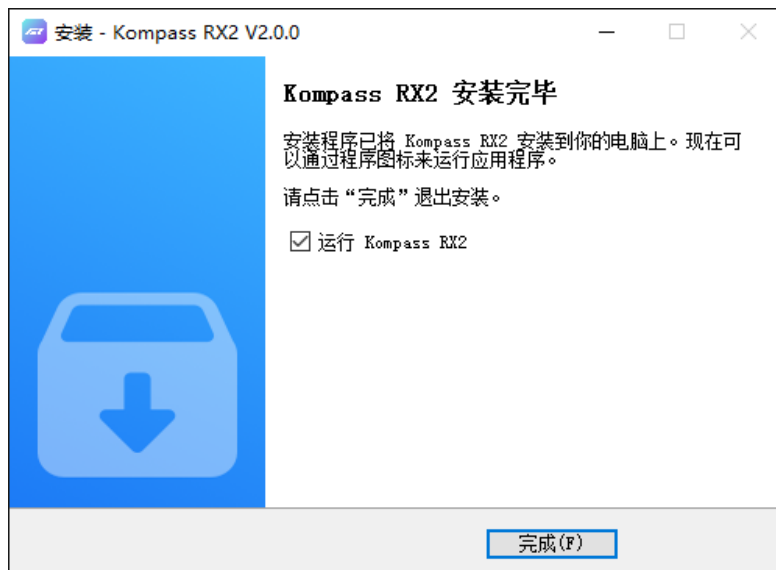 安装 - Kompass RX2 V2.0.0
Kompass RX2 安装完毕
安装程序已将 Kompass RX2 安装到你的电脑上。现在可
以通过程序图标来运行应用程序。
请点击“完成”退出安装。
运行 Kompass RX2
完成(F)